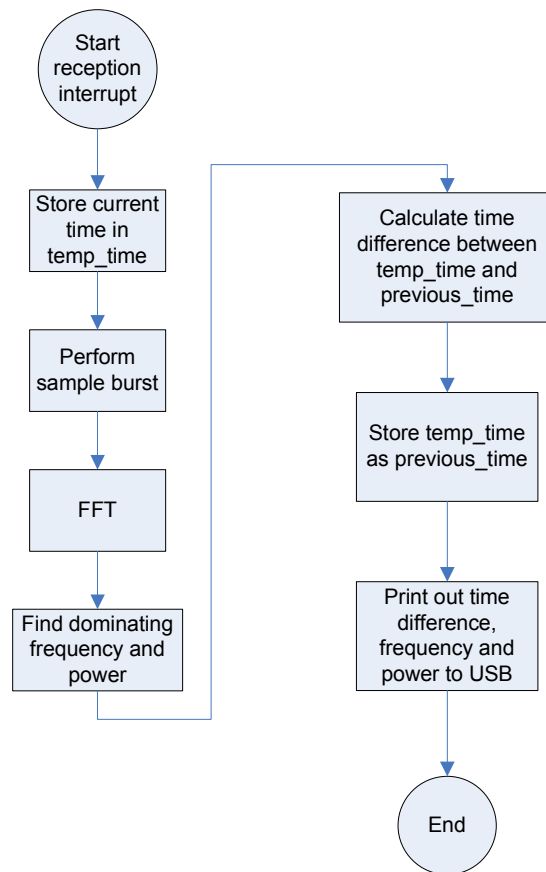 Start
reception
interrupt
Store current
time in
temp_time
Perform
sample burst
FFT
Find dominating
frequency and
power
Calculate time
difference between
temp_time and
previous_time
Store temp_time
as previous_time
Print out time
difference,
frequency and
power to USB
End